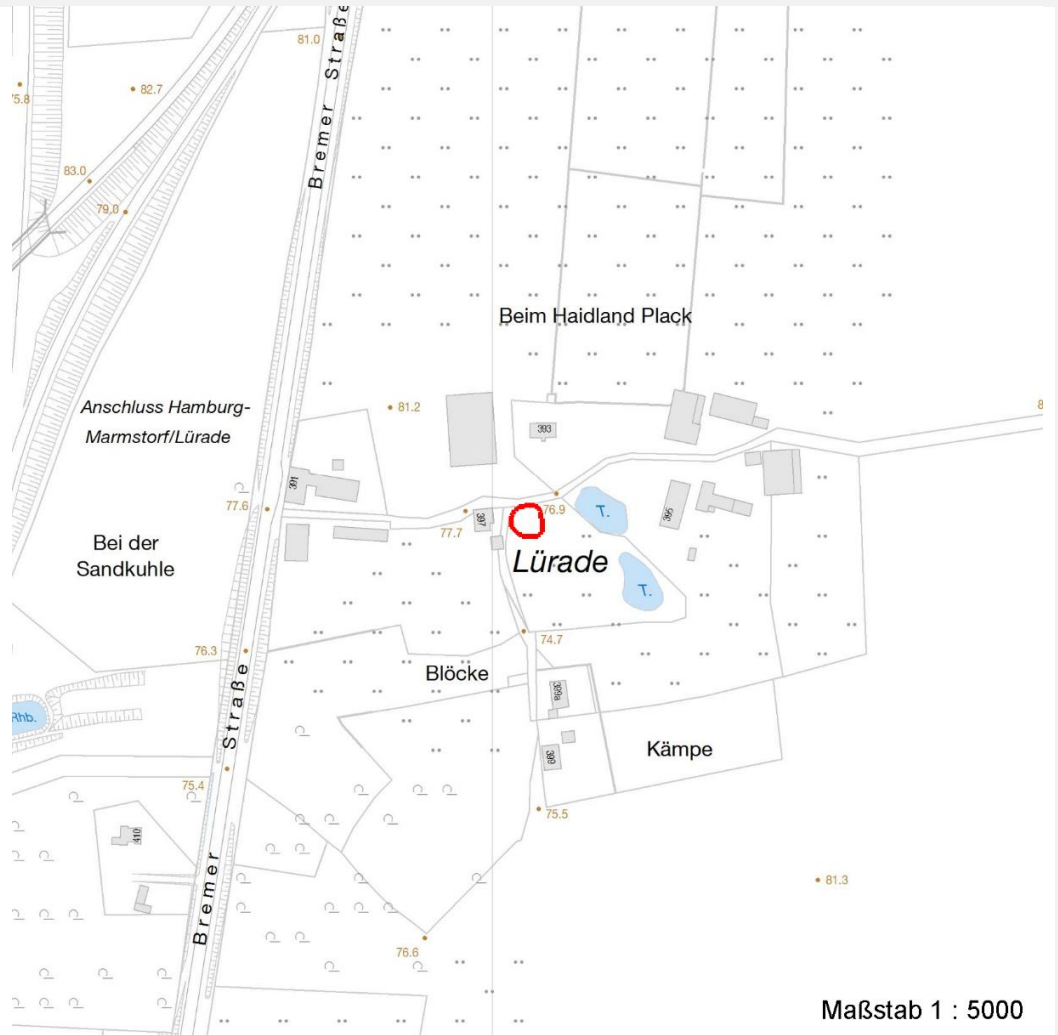 81.0
Bremer Straße
82.7
75.8
83.0
79.0
Beim Haidland Plack
Anschluss Hamburg-
Marmstorf/Lürade
81.2
393
391
77.6
76.9
T.
395
397
77.7
Bei der
Sandkuhle
Lürade
T.
74.7
76.3
Blöcke
399a
Rhb.
Kämpe
399
Bremer Straße
75.4
75.5
410
81.3
76.6
Maßstab 1 : 5000